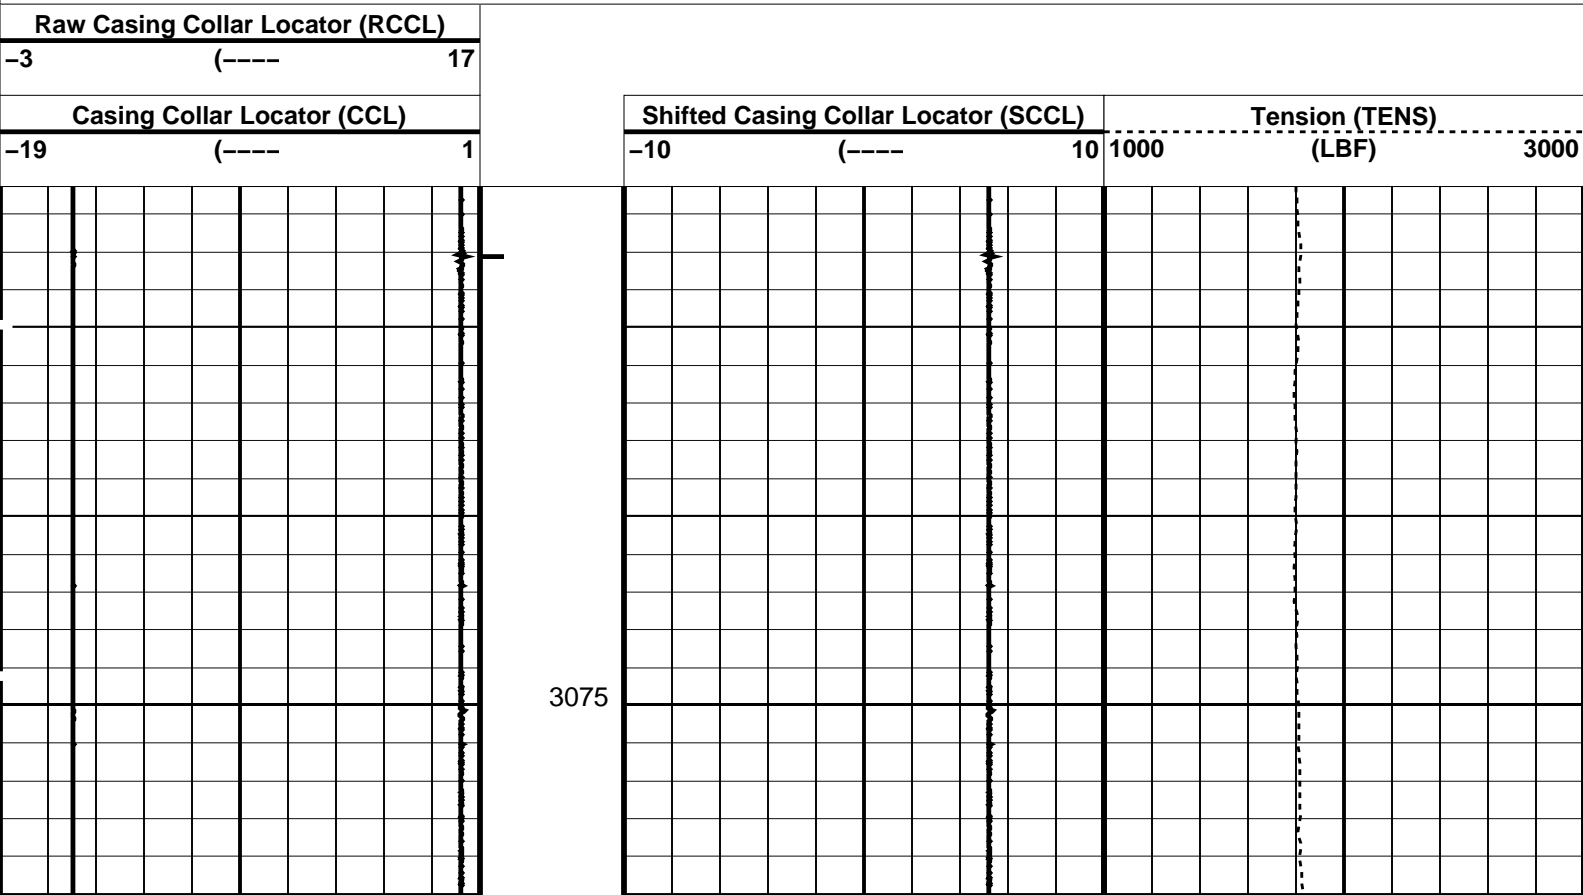 Raw Casing Collar Locator (RCCL)
−3 (−−−− 17
Casing Collar Locator (CCL)
−19 (−−−− 1
Shifted Casing Collar Locator (SCCL)
−10 (−−−− 10
Tension (TENS)
1000 (LBF) 3000
3075